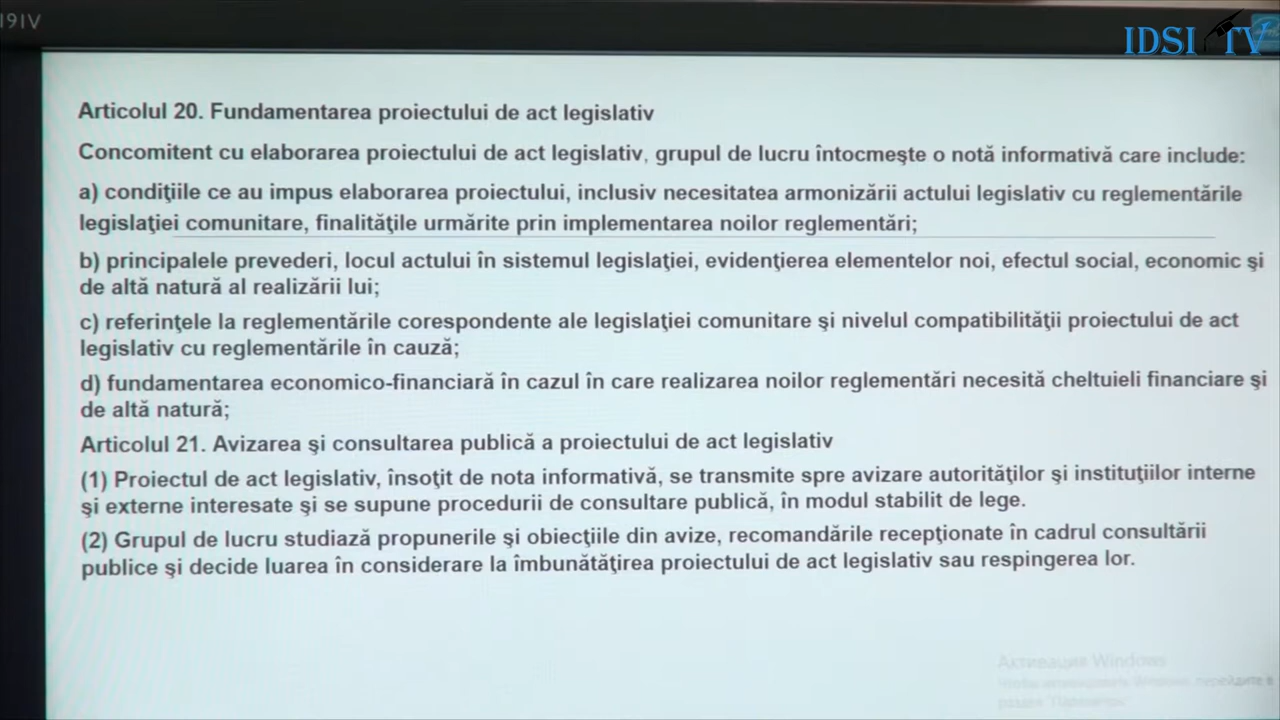 I9IV
IDSI TV
Articolul 20. Fundamentarea proiectului de act legislativ
Concomitent cu elaborarea proiectului de act legislativ, grupul de lucru întocmeşte o notă informativă care include:
a) condiţiile ce au impus elaborarea proiectului, inclusiv necesitatea armonizării actului legislativ cu reglementările
legislaţiei comunitare, finalităţile urmărite prin implementarea noilor reglementări;
b) principalele prevederi, locul actului în sistemul legislaţiei, evidenţierea elementelor noi, efectul social, economic şi
de altă natură al realizării lui;
c) referinţele la reglementările corespondente ale legislaţiei comunitare şi nivelul compatibilităţii proiectului de act
legislativ cu reglementările în cauză;
d) fundamentarea economico-financiară în cazul în care realizarea noilor reglementări necesită cheltuieli financiare şi
de altă natură;
Articolul 21. Avizarea şi consultarea publică a proiectului de act legislativ
(1) Proiectul de act legislativ, însoţit de nota informativă, se transmite spre avizare autorităţilor şi instituţiilor interne
şi externe interesate şi se supune procedurii de consultare publică, în modul stabilit de lege.
(2) Grupul de lucru studiază propunerile şi obiecţiile din avize, recomandările recepţionate în cadrul consultării
publice şi decide luarea în considerare la îmbunătăţirea proiectului de act legislativ sau respingerea lor.
Активация Windows
Чтобы активировать Windows, перейдите в
раздел "Параметры".